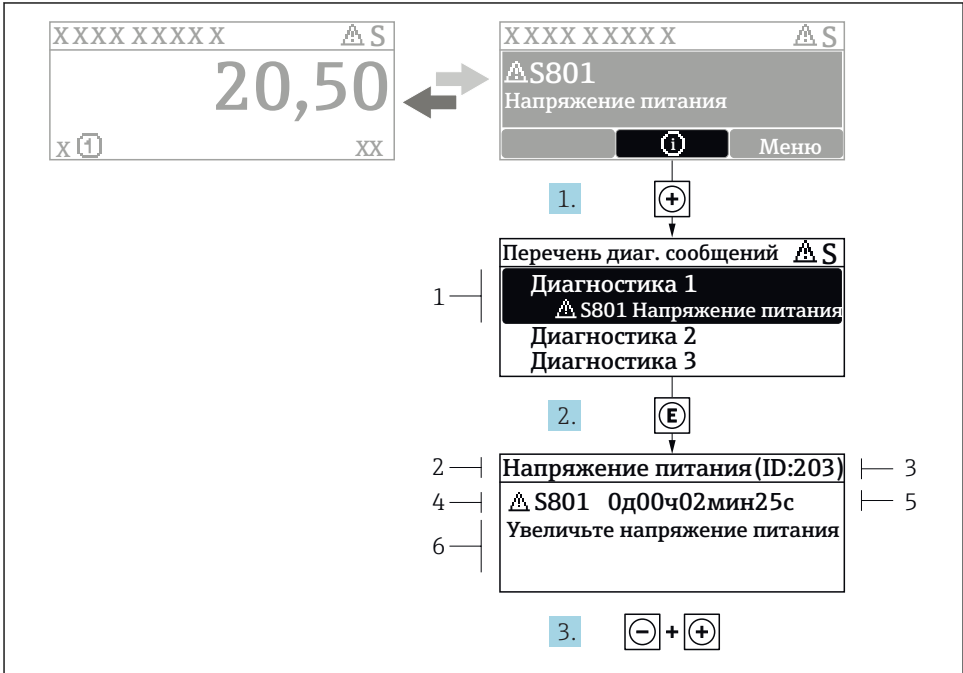 XXXX XXXXX S
20,50
x 1 XX
XXXX XXXXX S
S801
Напряжение питания
i Меню
1. +
Перечень диаг. сообщений S
1
Диагностика 1
S801 Напряжение питания
Диагностика 2
Диагностика 3
2. E
2 Напряжение питания (ID:203) 3
4 S801 0д00ч02мин25с 5
6 Увеличьте напряжение питания
3. - + +